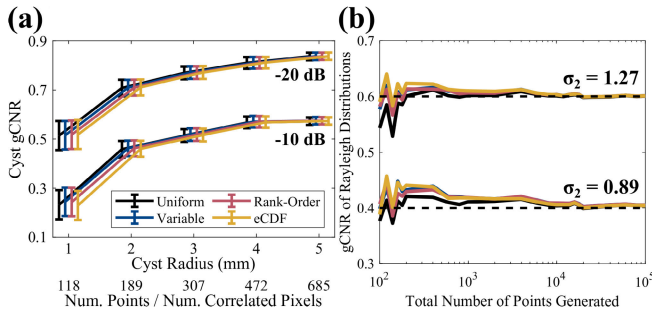 (a)
0.9
0.7
0.5
0.3
0.1
Cyst gCNR
-20 dB
-10 dB
Uniform
Rank-Order
Variable
eCDF
1 2 3 4 5
Cyst Radius (mm)
118 189 307 472 685
Num. Points / Num. Correlated Pixels
(b)
0.7
0.6
0.5
0.4
0.3
gCNR of Rayleigh Distributions
σ2 = 1.27
σ2 = 0.89
10^2 10^3 10^4 10^5
Total Number of Points Generated